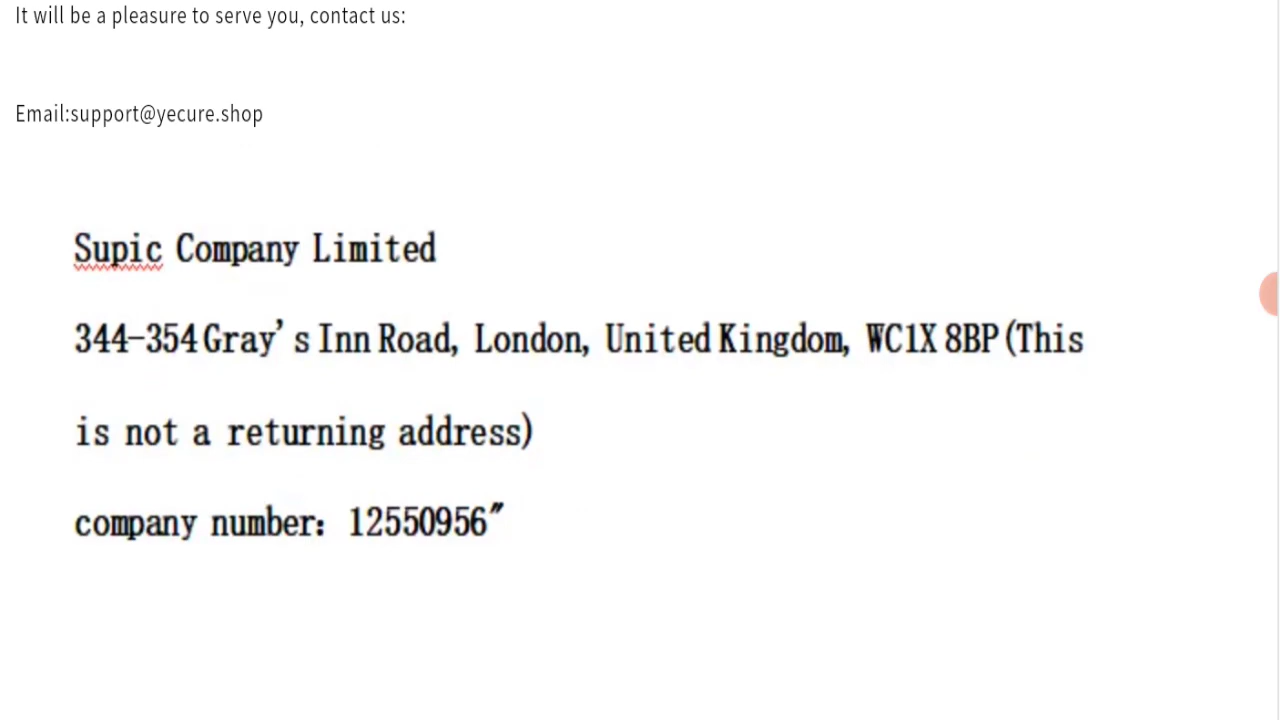 It will be a pleasure to serve you, contact us:
Email:support@yecure.shop
Supic Company Limited
344-354 Gray's Inn Road, London, United Kingdom, WC1X 8BP (This
is not a returning address)
company number: 12550956"